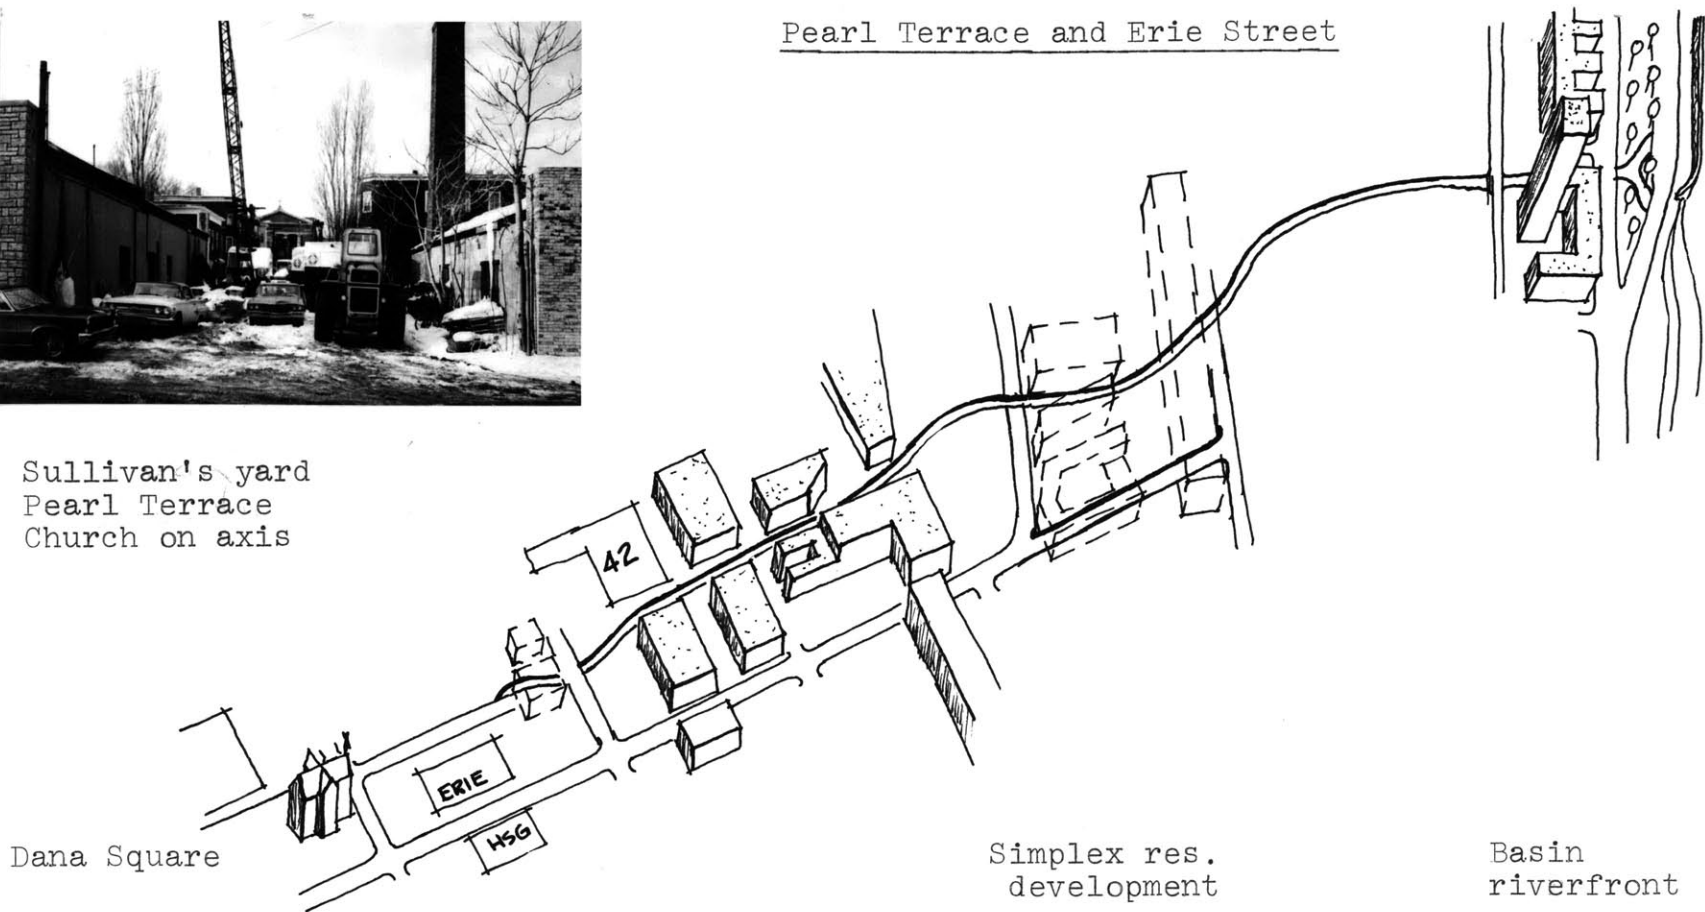 Pearl Terrace and Erie Street
Sullivan's yard
Pearl Terrace
Church on axis
42
ERIE
HSG
Dana Square
Simplex res.
development
Basin
riverfront